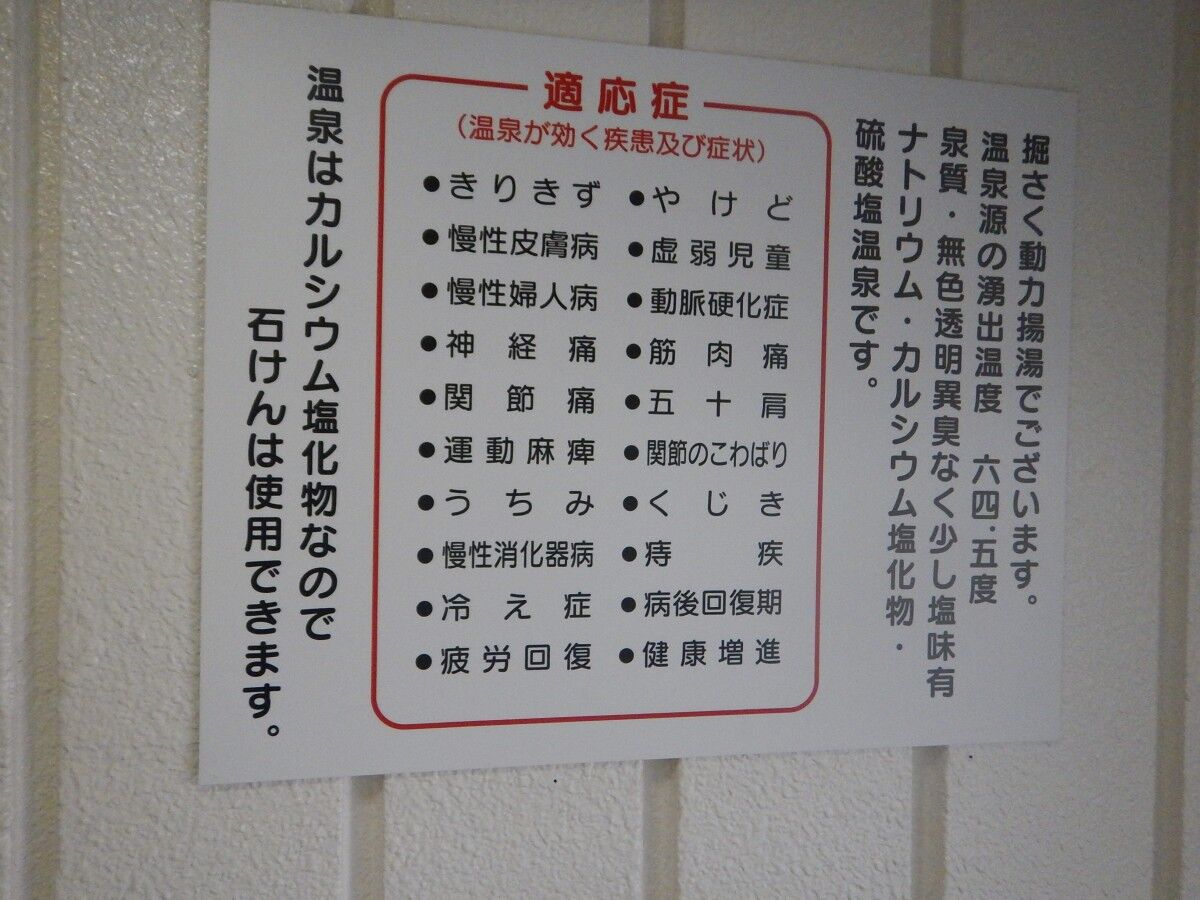 掘さく動力揚湯でございます。
温泉源の湧出温度 六四.五度
泉質・無色透明異臭なく少し塩味有
ナトリウム・カルシウム塩化物・
硫酸塩温泉です。
適応症
（温泉が効く疾患及び症状）
●やけど
●虚弱児童
●動脈硬化症
●筋肉痛
●五十肩
●関節のこわばり
●くじき
●痔疾
●病後回復期
●健康増進
●きりきず
●慢性皮膚病
●慢性婦人病
●神経痛
●関節痛
●運動麻痺
●うちみ
●慢性消化器病
●冷え症
●疲労回復
温泉はカルシウム塩化物なので
石けんは使用できます。